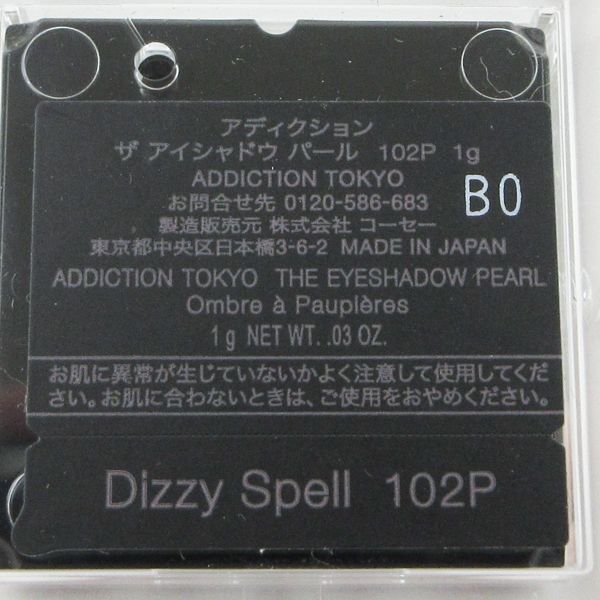 アディクション
ザ アイシャドウ パール 102P 1g
ADDICTION TOKYO
お問合せ先 0120-586-683
B0
製造販売元 株式会社 コーセー
東京都中央区日本橋3-6-2 MADE IN JAPAN
ADDICTION TOKYO THE EYESHADOW PEARL
Ombre à Paupières
1 g NET WT. .03 OZ.
お肌に異常が生じていないかよく注意して使用してくだ
さい。お肌に合わないときは、ご使用をおやめください。
Dizzy Spell 102P